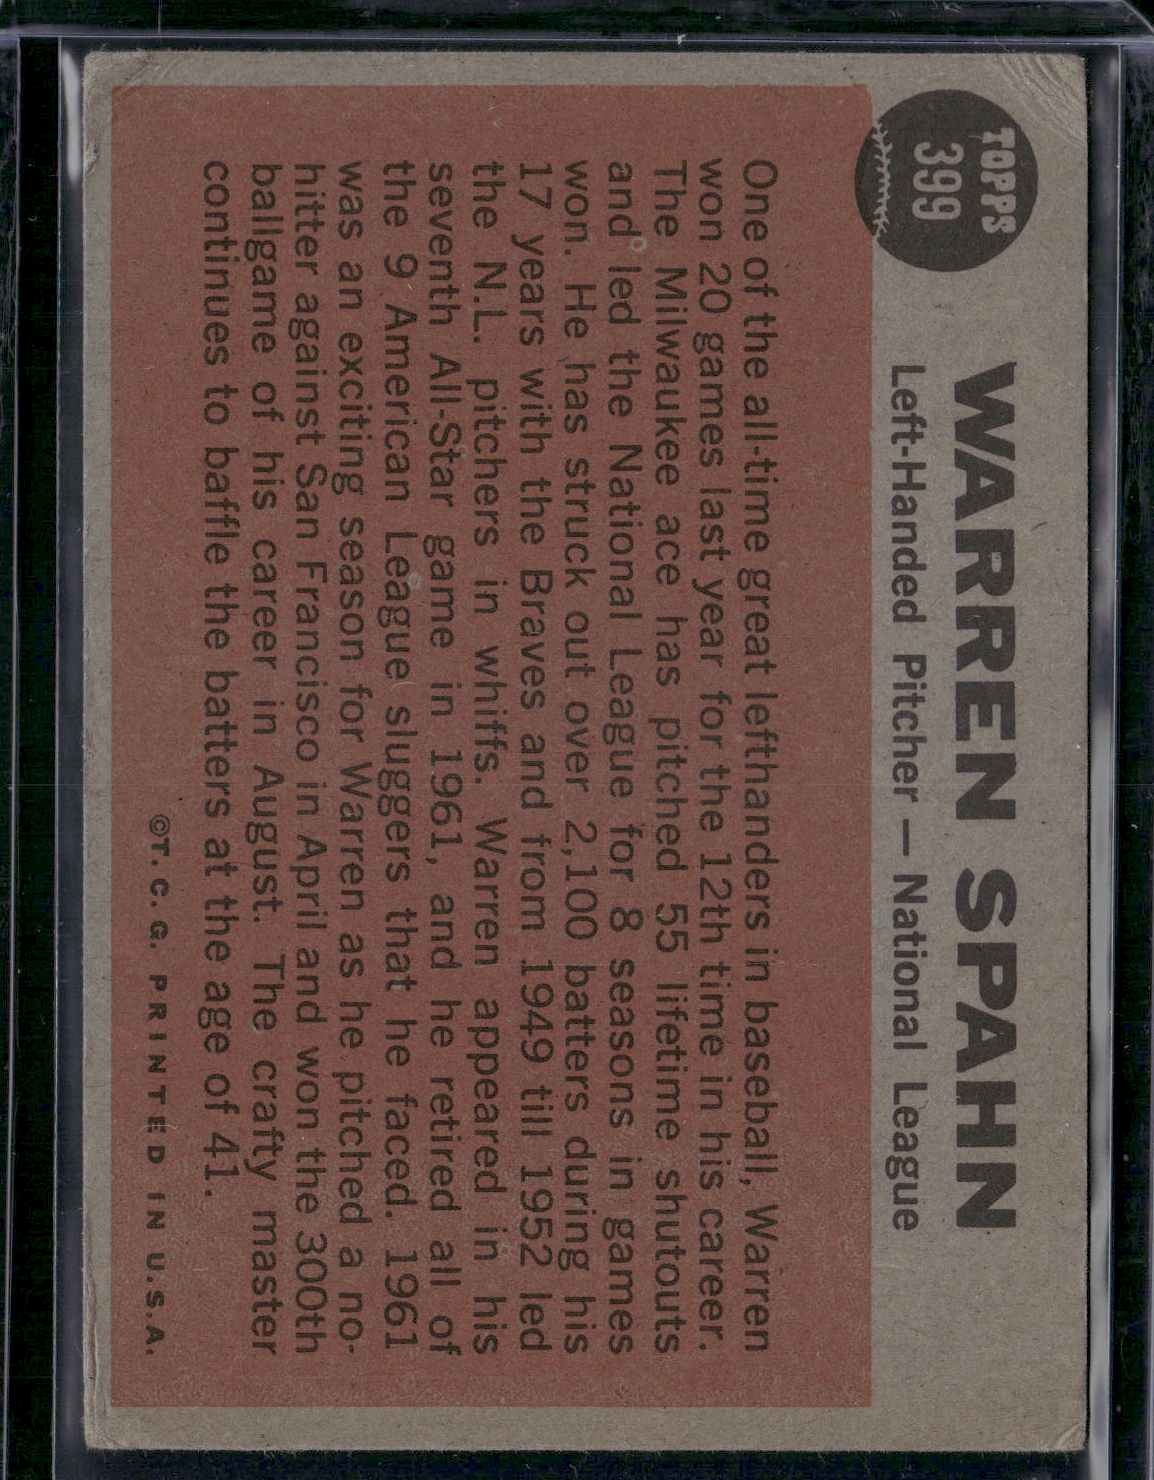 TOPPS
399
WARREN SPAHN
Left-Handed Pitcher — National League
One of the all-time great lefthanders in baseball, Warren
won 20 games last year for the 12th time in his career.
The Milwaukee ace has pitched 55 lifetime shutouts
and led the National League for 8 seasons in games
won. He has struck out over 2,100 batters during his
17 years with the Braves and from 1949 till 1952 led
the N.L. pitchers in whiffs. Warren appeared in his
seventh All-Star game in 1961, and he retired all of
the 9 American League sluggers that he faced. 1961
was an exciting season for Warren as he pitched a no-
hitter against San Francisco in April and won the 300th
ballgame of his career in August. The crafty master
continues to baffle the batters at the age of 41.
©T.C.G. PRINTED IN U.S.A.